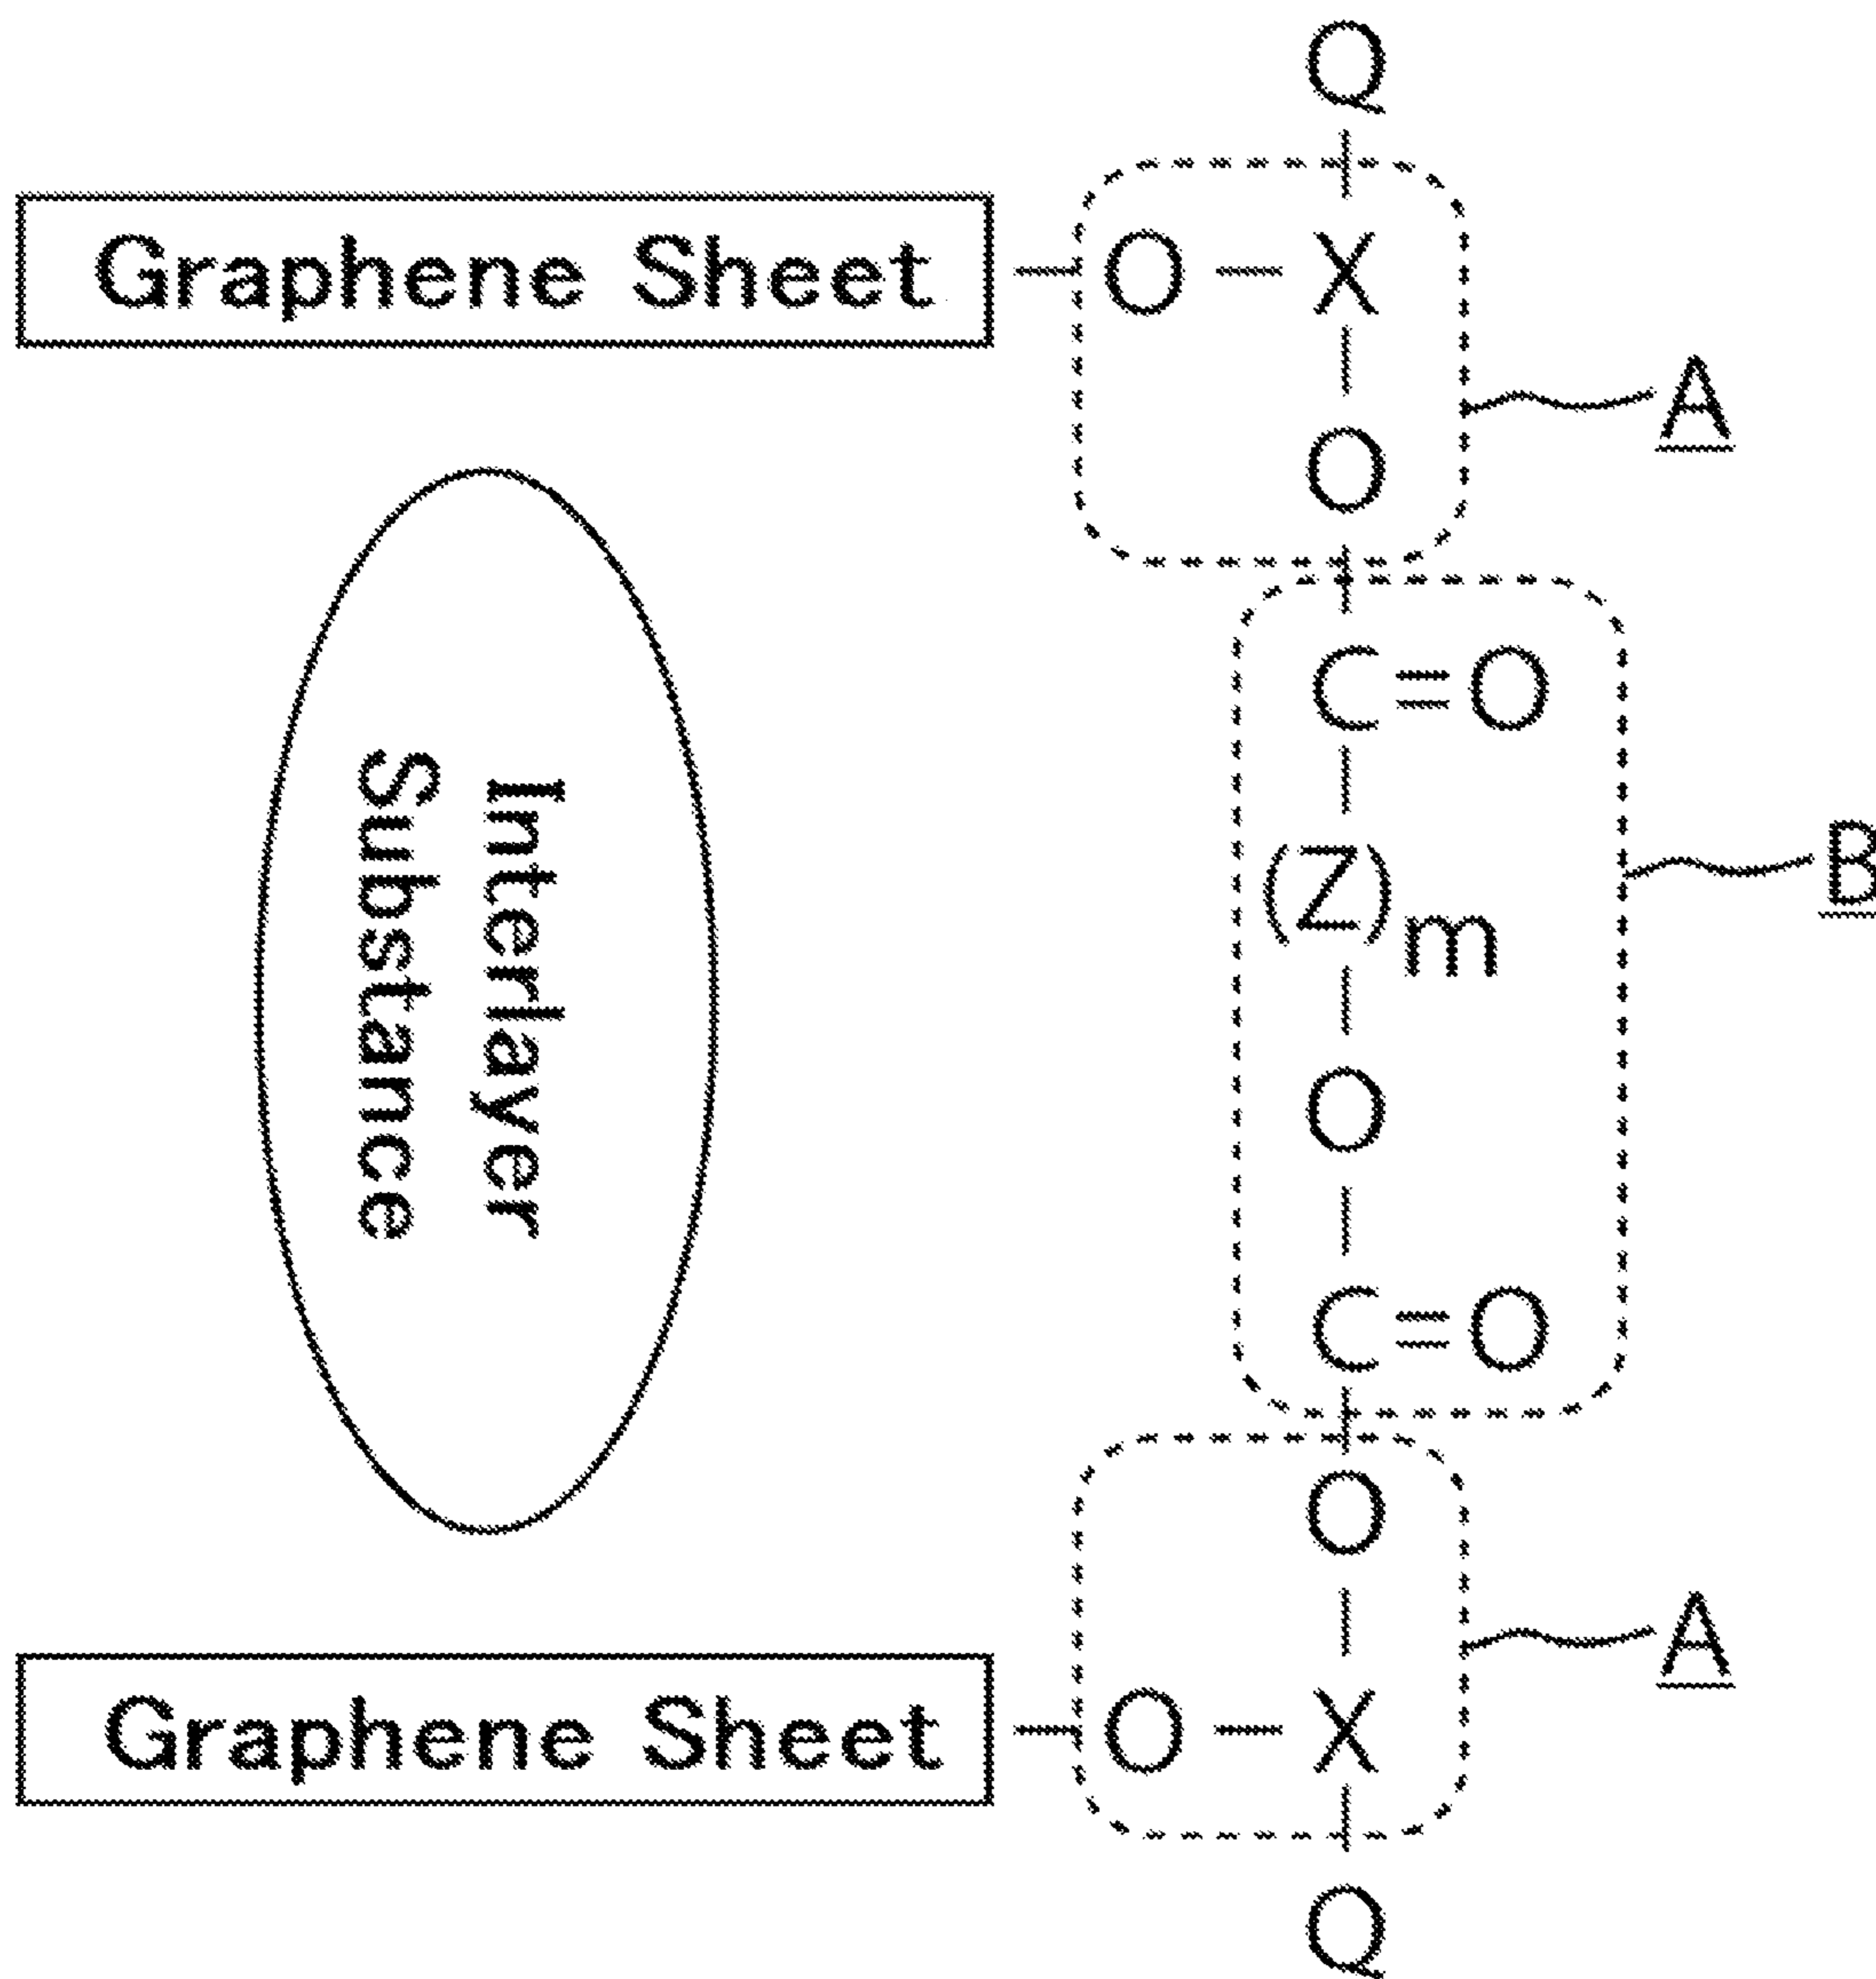 Q
Graphene Sheet — O — X
O
A
C=O
(Z)m
B
Interlayer
Substance
O
C=O
O
A
Graphene Sheet — O — X
Q